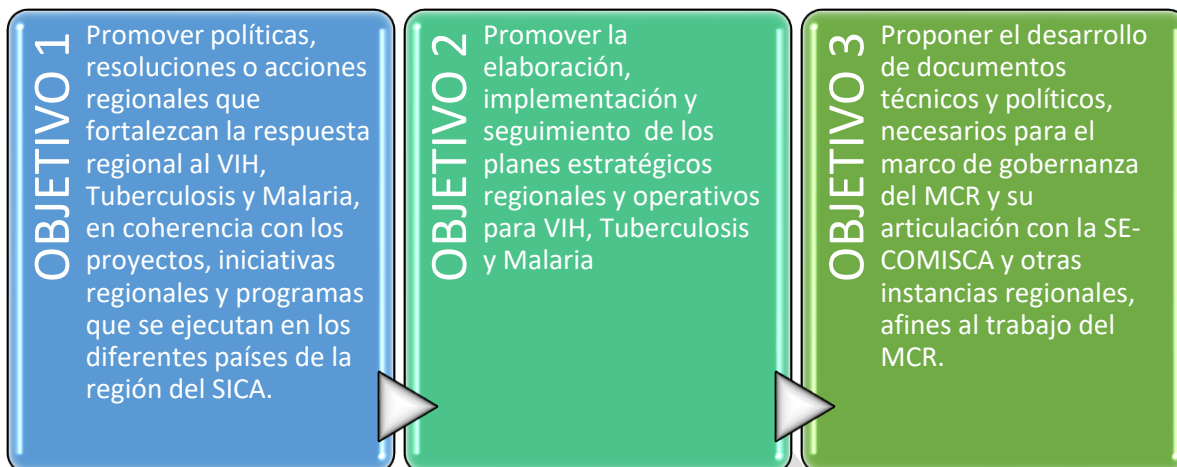 OBJETIVO 1
Promover políticas,
resoluciones o acciones
regionales que
fortalezcan la respuesta
regional al VIH,
Tuberculosis y Malaria,
en coherencia con los
proyectos, iniciativas
regionales y programas
que se ejecutan en los
diferentes países de la
región del SICA.
OBJETIVO 2
Promover la
elaboración,
implementación y
seguimiento de los
planes estratégicos
regionales y operativos
para VIH, Tuberculosis
y Malaria
OBJETIVO 3
Proponer el desarrollo
de documentos
técnicos y políticos,
necesarios para el
marco de gobernanza
del MCR y su
articulación con la SE-
COMISCA y otras
instancias regionales,
afines al trabajo del
MCR.